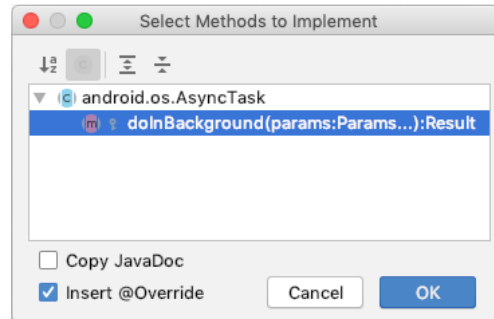 Select Methods to Implement
android.os.AsyncTask
doInBackground(params:Params...):Result
Copy JavaDoc
Insert @Override
Cancel
OK